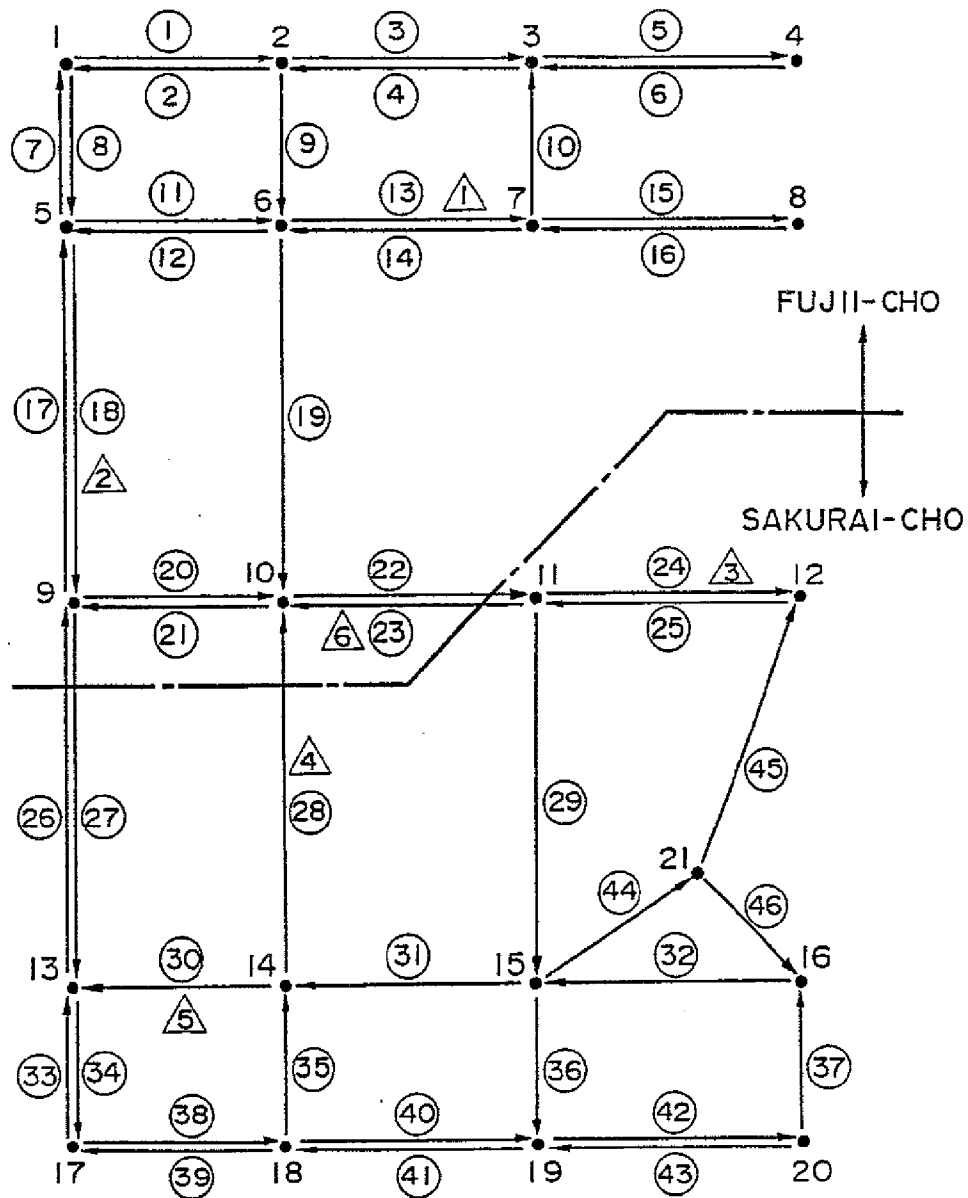 1 ① 2 ③ 3 ⑤ 4
② ④ ⑥
⑦ ⑧ ⑨ ⑩
5 ⑪ 6 ⑬ 1 7 ⑮ 8
⑫ ⑭ ⑯
FUJII-CHO
⑰ ⑱ ⑲
2
SAKURAI-CHO
9 ⑳ 10 ㉒ 11 ㉔ 3 12
㉑ 6 ㉓ ㉕
4
㉖ ㉗ ㉘ ㉙ ㊺
21
㊹ ㊻
13 ㉚ 14 ㉛ 15 ㉜ 16
5
㉝ ㉞ ㉟ ㊱ ㊲
㊳ ㊵ ㊷
17 ㊴ 18 ㊶ 19 ㊸ 20